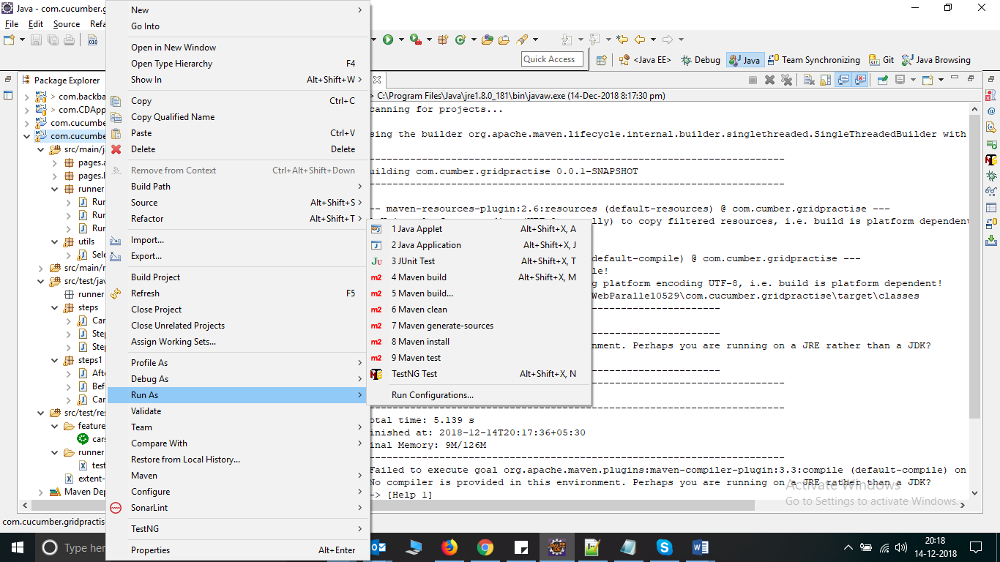 Java - com.cucumber.g
File Edit Source Refa
Quick Access
<Java EE>
Debug
Java
Team Synchronizing
Git
Java Browsing
Package Explorer
> com.backba
> com.CDApp
com.cucumbe
com.cucumbe
src/main/j
pages.a
pages.l
runner
Run
Run
Run
utils
Sele
src/main/r
src/test/jav
runner
steps
Car
Step
Step
steps1
Afte
Bef
Car
src/test/res
feature
cars
runner
test
extent-
Maven Dep
com.cucumber.gridpractis
New
Go Into
Open in New Window
Open Type Hierarchy F4
Show In Alt+Shift+W
Copy Ctrl+C
Copy Qualified Name
Paste Ctrl+V
Delete Delete
Remove from Context Ctrl+Alt+Shift+Down
Build Path
Source Alt+Shift+S
Refactor Alt+Shift+T
Import...
Export...
Build Project
Refresh F5
Close Project
Close Unrelated Projects
Assign Working Sets...
Profile As
Debug As
Run As
Validate
Team
Compare With
Restore from Local History...
Maven
Configure
SonarLint
TestNG
Properties Alt+Enter
1 Java Applet Alt+Shift+X, A
2 Java Application Alt+Shift+X, J
3 JUnit Test Alt+Shift+X, T
4 Maven build Alt+Shift+X, M
5 Maven build...
6 Maven clean
7 Maven generate-sources
8 Maven install
9 Maven test
TestNG Test Alt+Shift+X, N
Run Configurations...
> C:\Program Files\Java\jre1.8.0_181\bin\javaw.exe (14-Dec-2018 8:17:30 pm)
canning for projects...
sing the builder org.apache.maven.lifecycle.internal.builder.singlethreaded.SingleThreadedBuilder with
------------------------------------------------------------------------
uilding com.cumber.gridpractise 0.0.1-SNAPSHOT
------------------------------------------------------------------------
-- maven-resources-plugin:2.6:resources (default-resources) @ com.cumber.gridpractise ---
ally) to copy filtered resources, i.e. build is platform dependent
default-compile) @ com.cumber.gridpractise ---
le!
g platform encoding UTF-8, i.e. build is platform dependent!
WebParallel0529\com.cucumber.gridpractise\target\classes
nment. Perhaps you are running on a JRE rather than a JDK?
otal time: 5.139 s
inished at: 2018-12-14T20:17:36+05:30
inal Memory: 9M/126M
------------------------------------------------------------------------
Failed to execute goal org.apache.maven.plugins:maven-compiler-plugin:3.3:compile (default-compile) on
No compiler is provided in this environment. Perhaps you are running on a JRE rather than a JDK?
-> [Help 1]
Activate Windows
Go to Settings to activate Windows.
Type her
20:18
14-12-2018